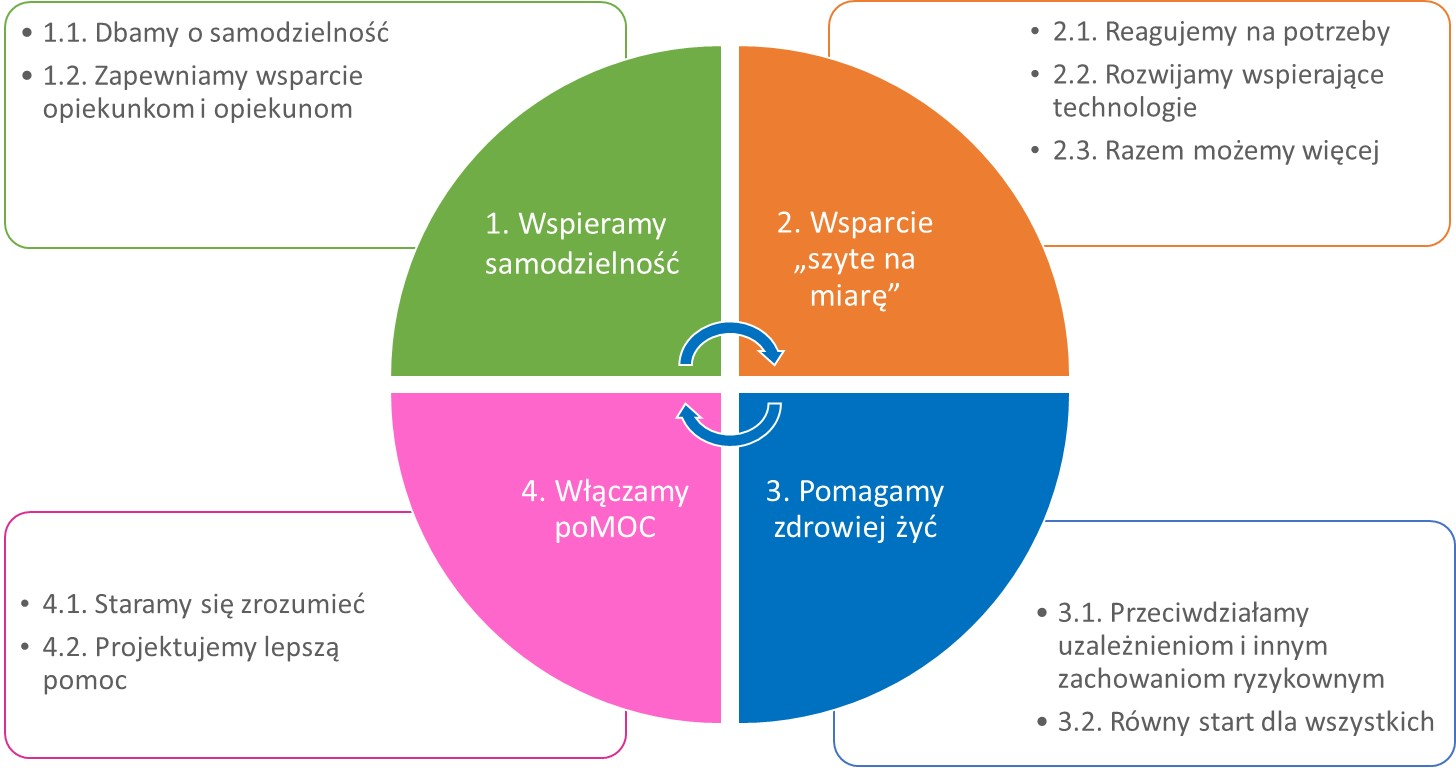 • 1.1. Dbamy o samodzielność
• 1.2. Zapewniamy wsparcie
opiekunkom i opiekunom
• 2.1. Reagujemy na potrzeby
• 2.2. Rozwijamy wspierające
technologie
• 2.3. Razem możemy więcej
1. Wspieramy
samodzielność
2. Wsparcie
„szyte na
miarę”
4. Włączamy
poMOC
3. Pomagamy
zdrowiej żyć
• 4.1. Staramy się zrozumieć
• 4.2. Projektujemy lepszą
pomoc
• 3.1. Przeciwdziałamy
uzależnieniom i innym
zachowaniom ryzykownym
• 3.2. Równy start dla wszystkich